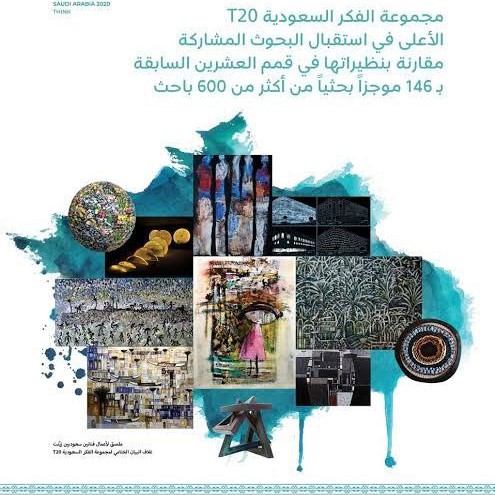 SAUDI ARABIA 2020
THINK
مجموعة الفكر السعودية T20
الأعلى في استقبال البحوث المشاركة
مقارنة بنظيراتها في قمم العشرين السابقة
بـ 146 موجزاً بحثياً من أكثر من 600 باحث
ملصق لأعمال فنانين سعوديين زيّنت
غلاف البيان الختامي لمجموعة الفكر السعودية T20